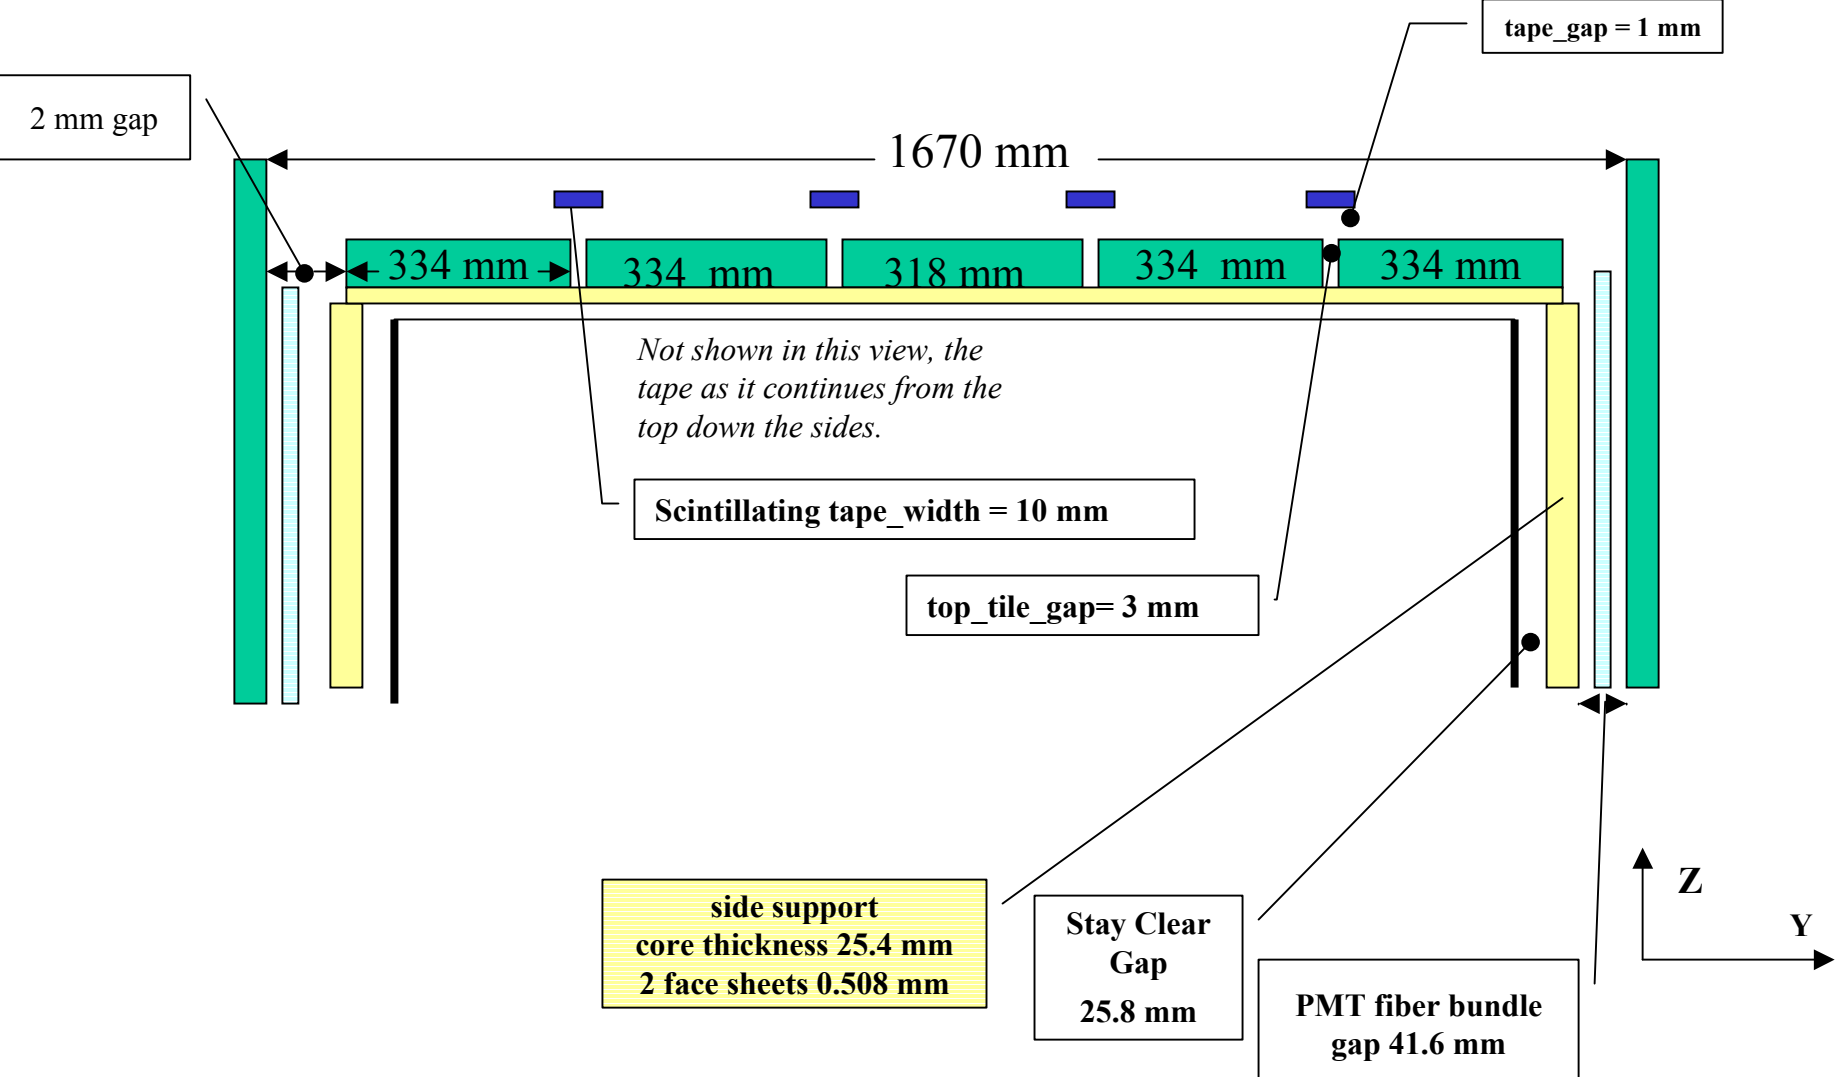 tape_gap = 1 mm
2 mm gap
1670 mm
334 mm
334 mm
318 mm
334 mm
334 mm
Not shown in this view, the
tape as it continues from the
top down the sides.
Scintillating tape_width = 10 mm
top_tile_gap= 3 mm
side support
core thickness 25.4 mm
2 face sheets 0.508 mm
Stay Clear
Gap
25.8 mm
PMT fiber bundle
gap 41.6 mm
Z
Y